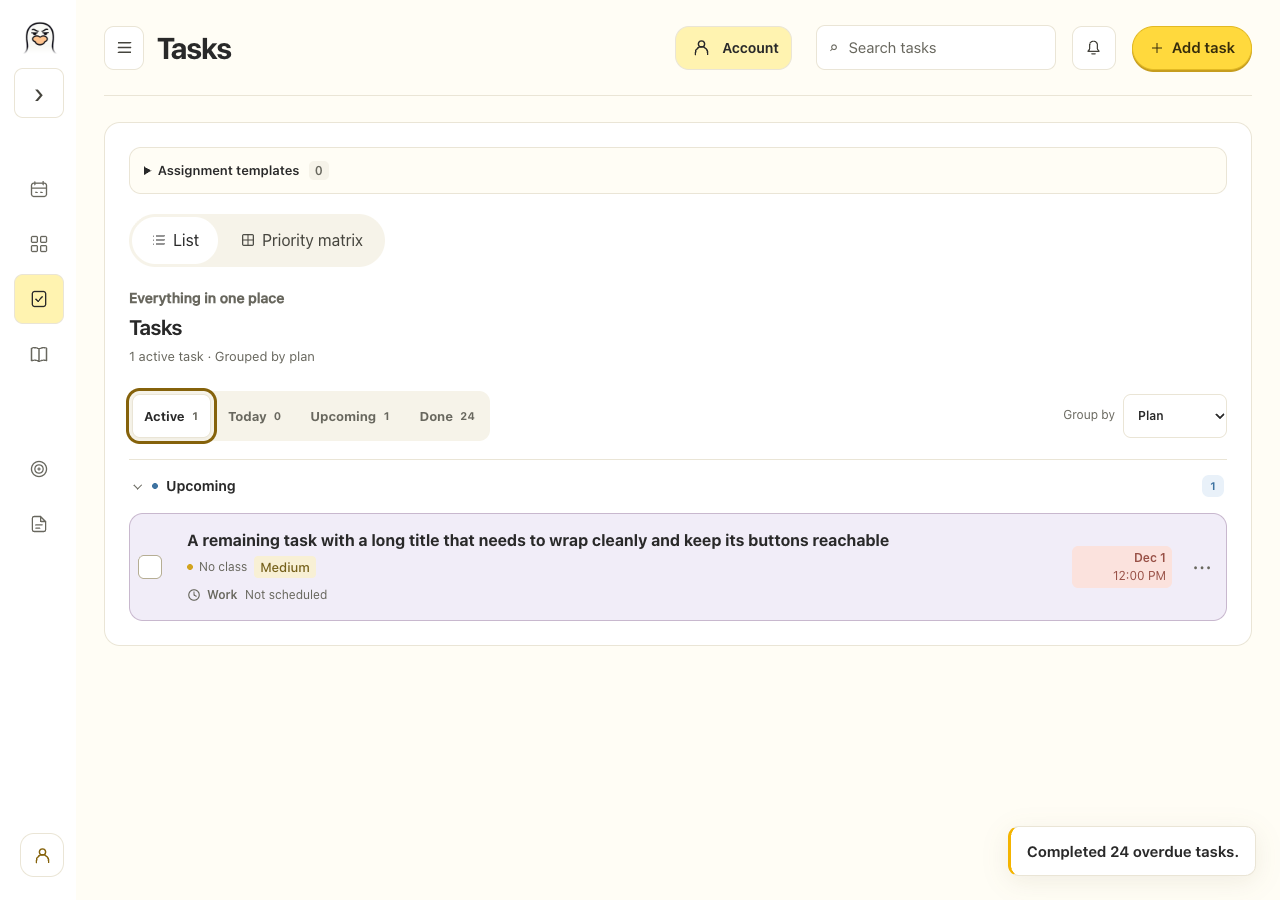 Tasks
Account
Search tasks
Add task
Assignment templates 0
List
Priority matrix
Everything in one place
Tasks
1 active task · Grouped by plan
Active 1
Today 0
Upcoming 1
Done 24
Group by
Plan
Upcoming
1
A remaining task with a long title that needs to wrap cleanly and keep its buttons reachable
No class Medium
Work Not scheduled
Dec 1
12:00 PM
Completed 24 overdue tasks.